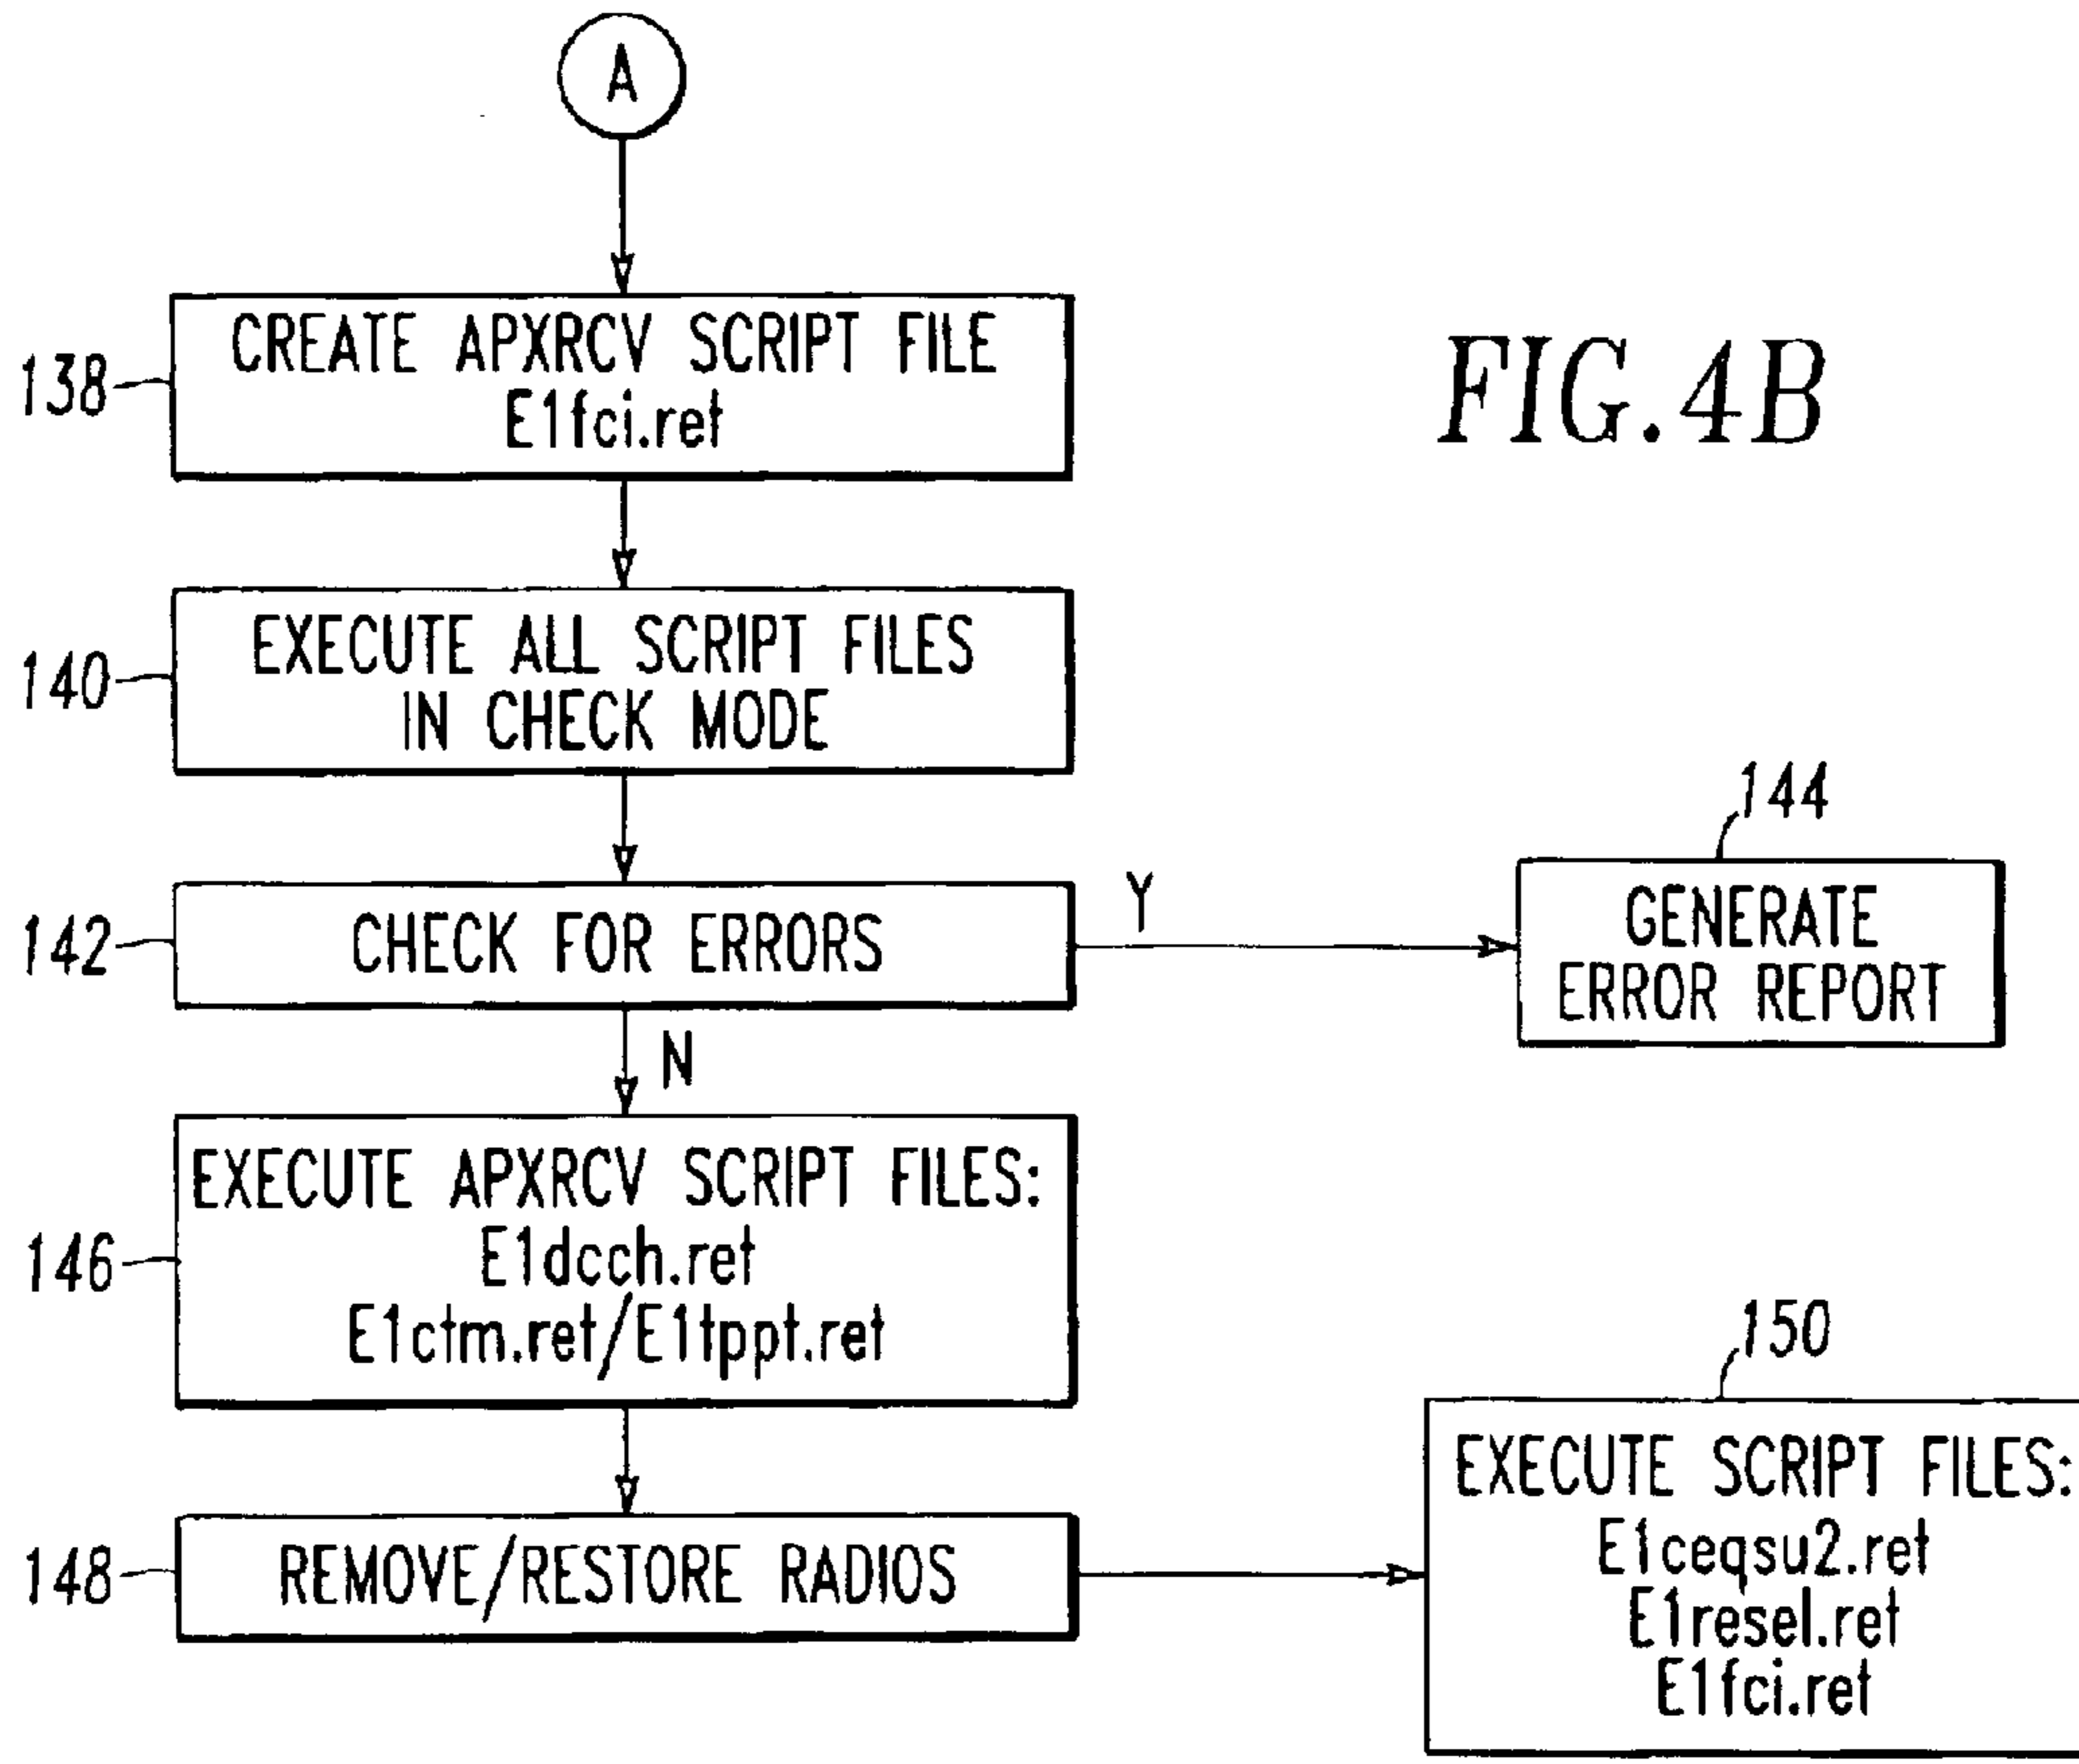 A
138
CREATE APXRCV SCRIPT FILE
E1fci.ret
FIG.4B
140
EXECUTE ALL SCRIPT FILES
IN CHECK MODE
142
CHECK FOR ERRORS
Y
144
GENERATE
ERROR REPORT
N
146
EXECUTE APXRCV SCRIPT FILES:
E1dcch.ret
E1ctm.ret/E1tppt.ret
148
REMOVE/RESTORE RADIOS
150
EXECUTE SCRIPT FILES:
E1ceqsu2.ret
E1resel.ret
E1fci.ret